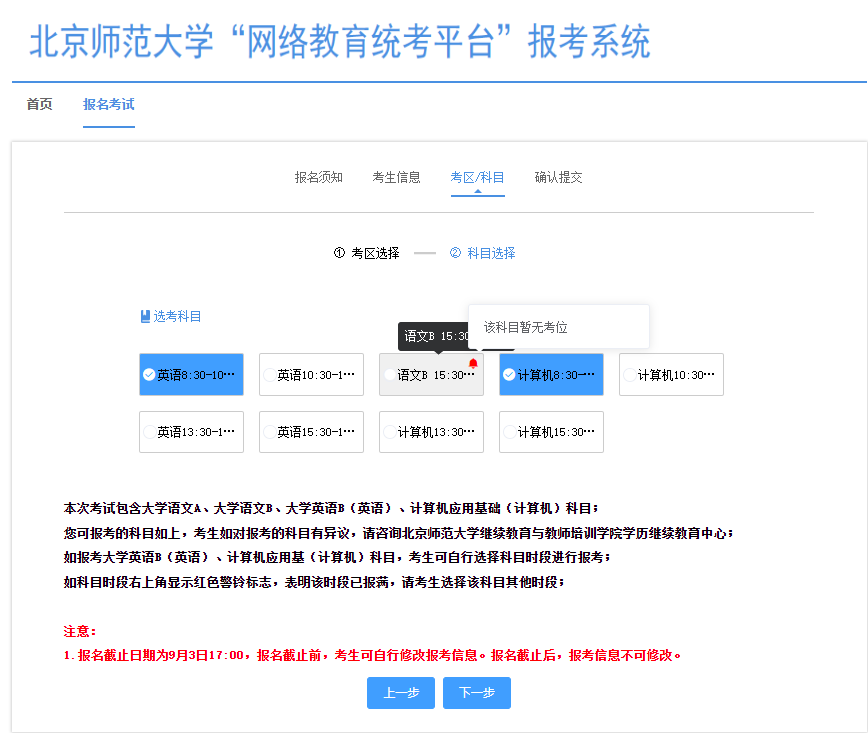 北京师范大学“网络教育统考平台”报考系统
首页 报名考试
报名须知 考生信息 考区/科目 确认提交
① 考区选择 ② 科目选择
选考科目
语文B 15:30
该科目暂无考位
英语8:30-10… 英语10:30-1… 语文B 15:30… 计算机8:30-… 计算机10:30…
英语13:30-1… 英语15:30-1… 计算机13:30… 计算机15:30…
本次考试包含大学语文A、大学语文B、大学英语B（英语）、计算机应用基础（计算机）科目；
您可报考的科目如上，考生如对报考的科目有异议，请咨询北京师范大学继续教育与教师培训学院学历继续教育中心；
如报考大学英语B（英语）、计算机应用基（计算机）科目，考生可自行选择科目时段进行报考；
如科目时段右上角显示红色警铃标志，表明该时段已报满，请考生选择该科目其他时段；
注意：
1.报名截止日期为9月3日17:00，报名截止前，考生可自行修改报考信息。报名截止后，报考信息不可修改。
上一步 下一步